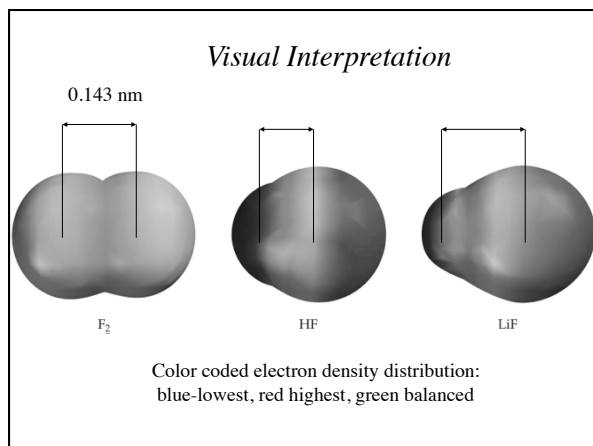 Visual Interpretation
0.143 nm
F2
HF
LiF
Color coded electron density distribution:
blue-lowest, red highest, green balanced